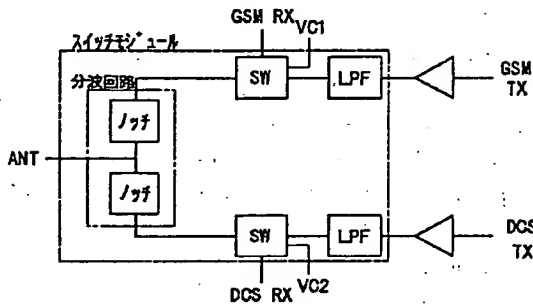 GSM RX
VC1
スイッチモジュール
分波回路
SW
LPF
GSM
TX
ノッチ
ANT
ノッチ
SW
LPF
DCS
TX
VC2
DCS RX